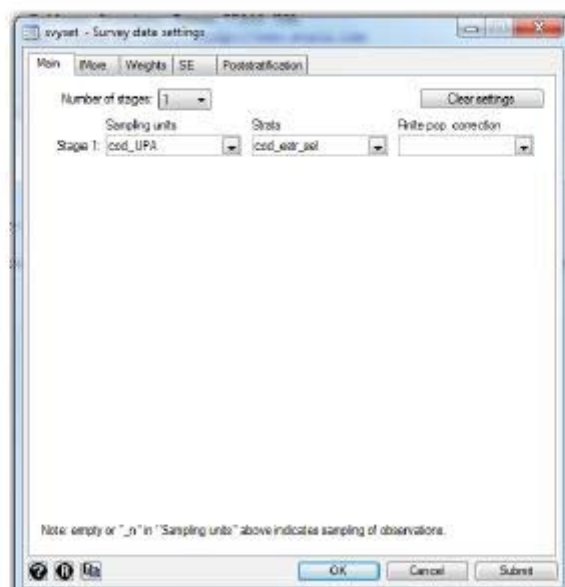 svyset - Survey data settings
Main IMore Weights SE Poststratification
Number of stages: 1 Clear settings
Sampling units Strata Finite pop. correction
Stage 1: cod_UPA cod_estr_sel
Note: empty or "_n" in "Sampling units" above indicates sampling of observations.
OK Cancel Submit